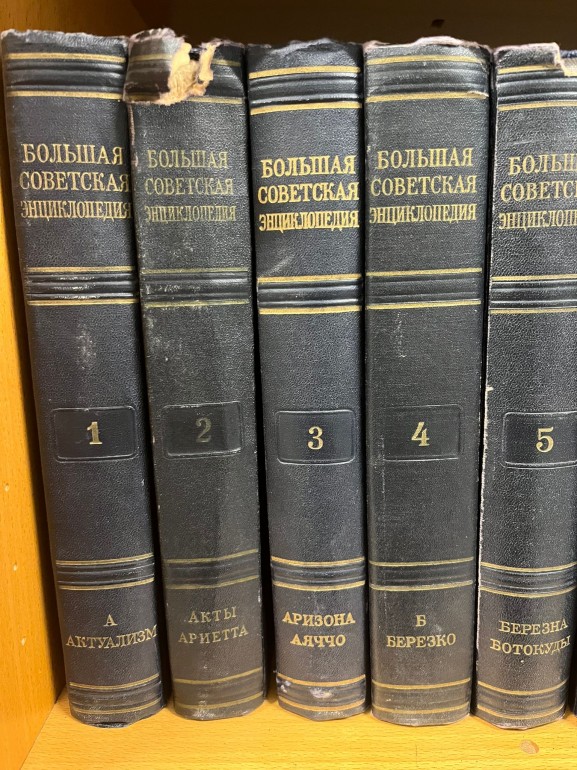 БОЛЬШАЯ
СОВЕТСКАЯ
ЭНЦИКЛОПЕДИЯ
1
А
АКТУАЛИЗМ
БОЛЬШАЯ
СОВЕТСКАЯ
ЭНЦИКЛОПЕДИЯ
2
АКТЫ
АРИЕТТА
БОЛЬШАЯ
СОВЕТСКАЯ
ЭНЦИКЛОПЕДИЯ
3
АРИЗОНА
АЯЧЧО
БОЛЬШАЯ
СОВЕТСКАЯ
ЭНЦИКЛОПЕДИЯ
4
Б
БЕРЕЗКО
5
БЕРЕЗНА
БОТОКУДЫ